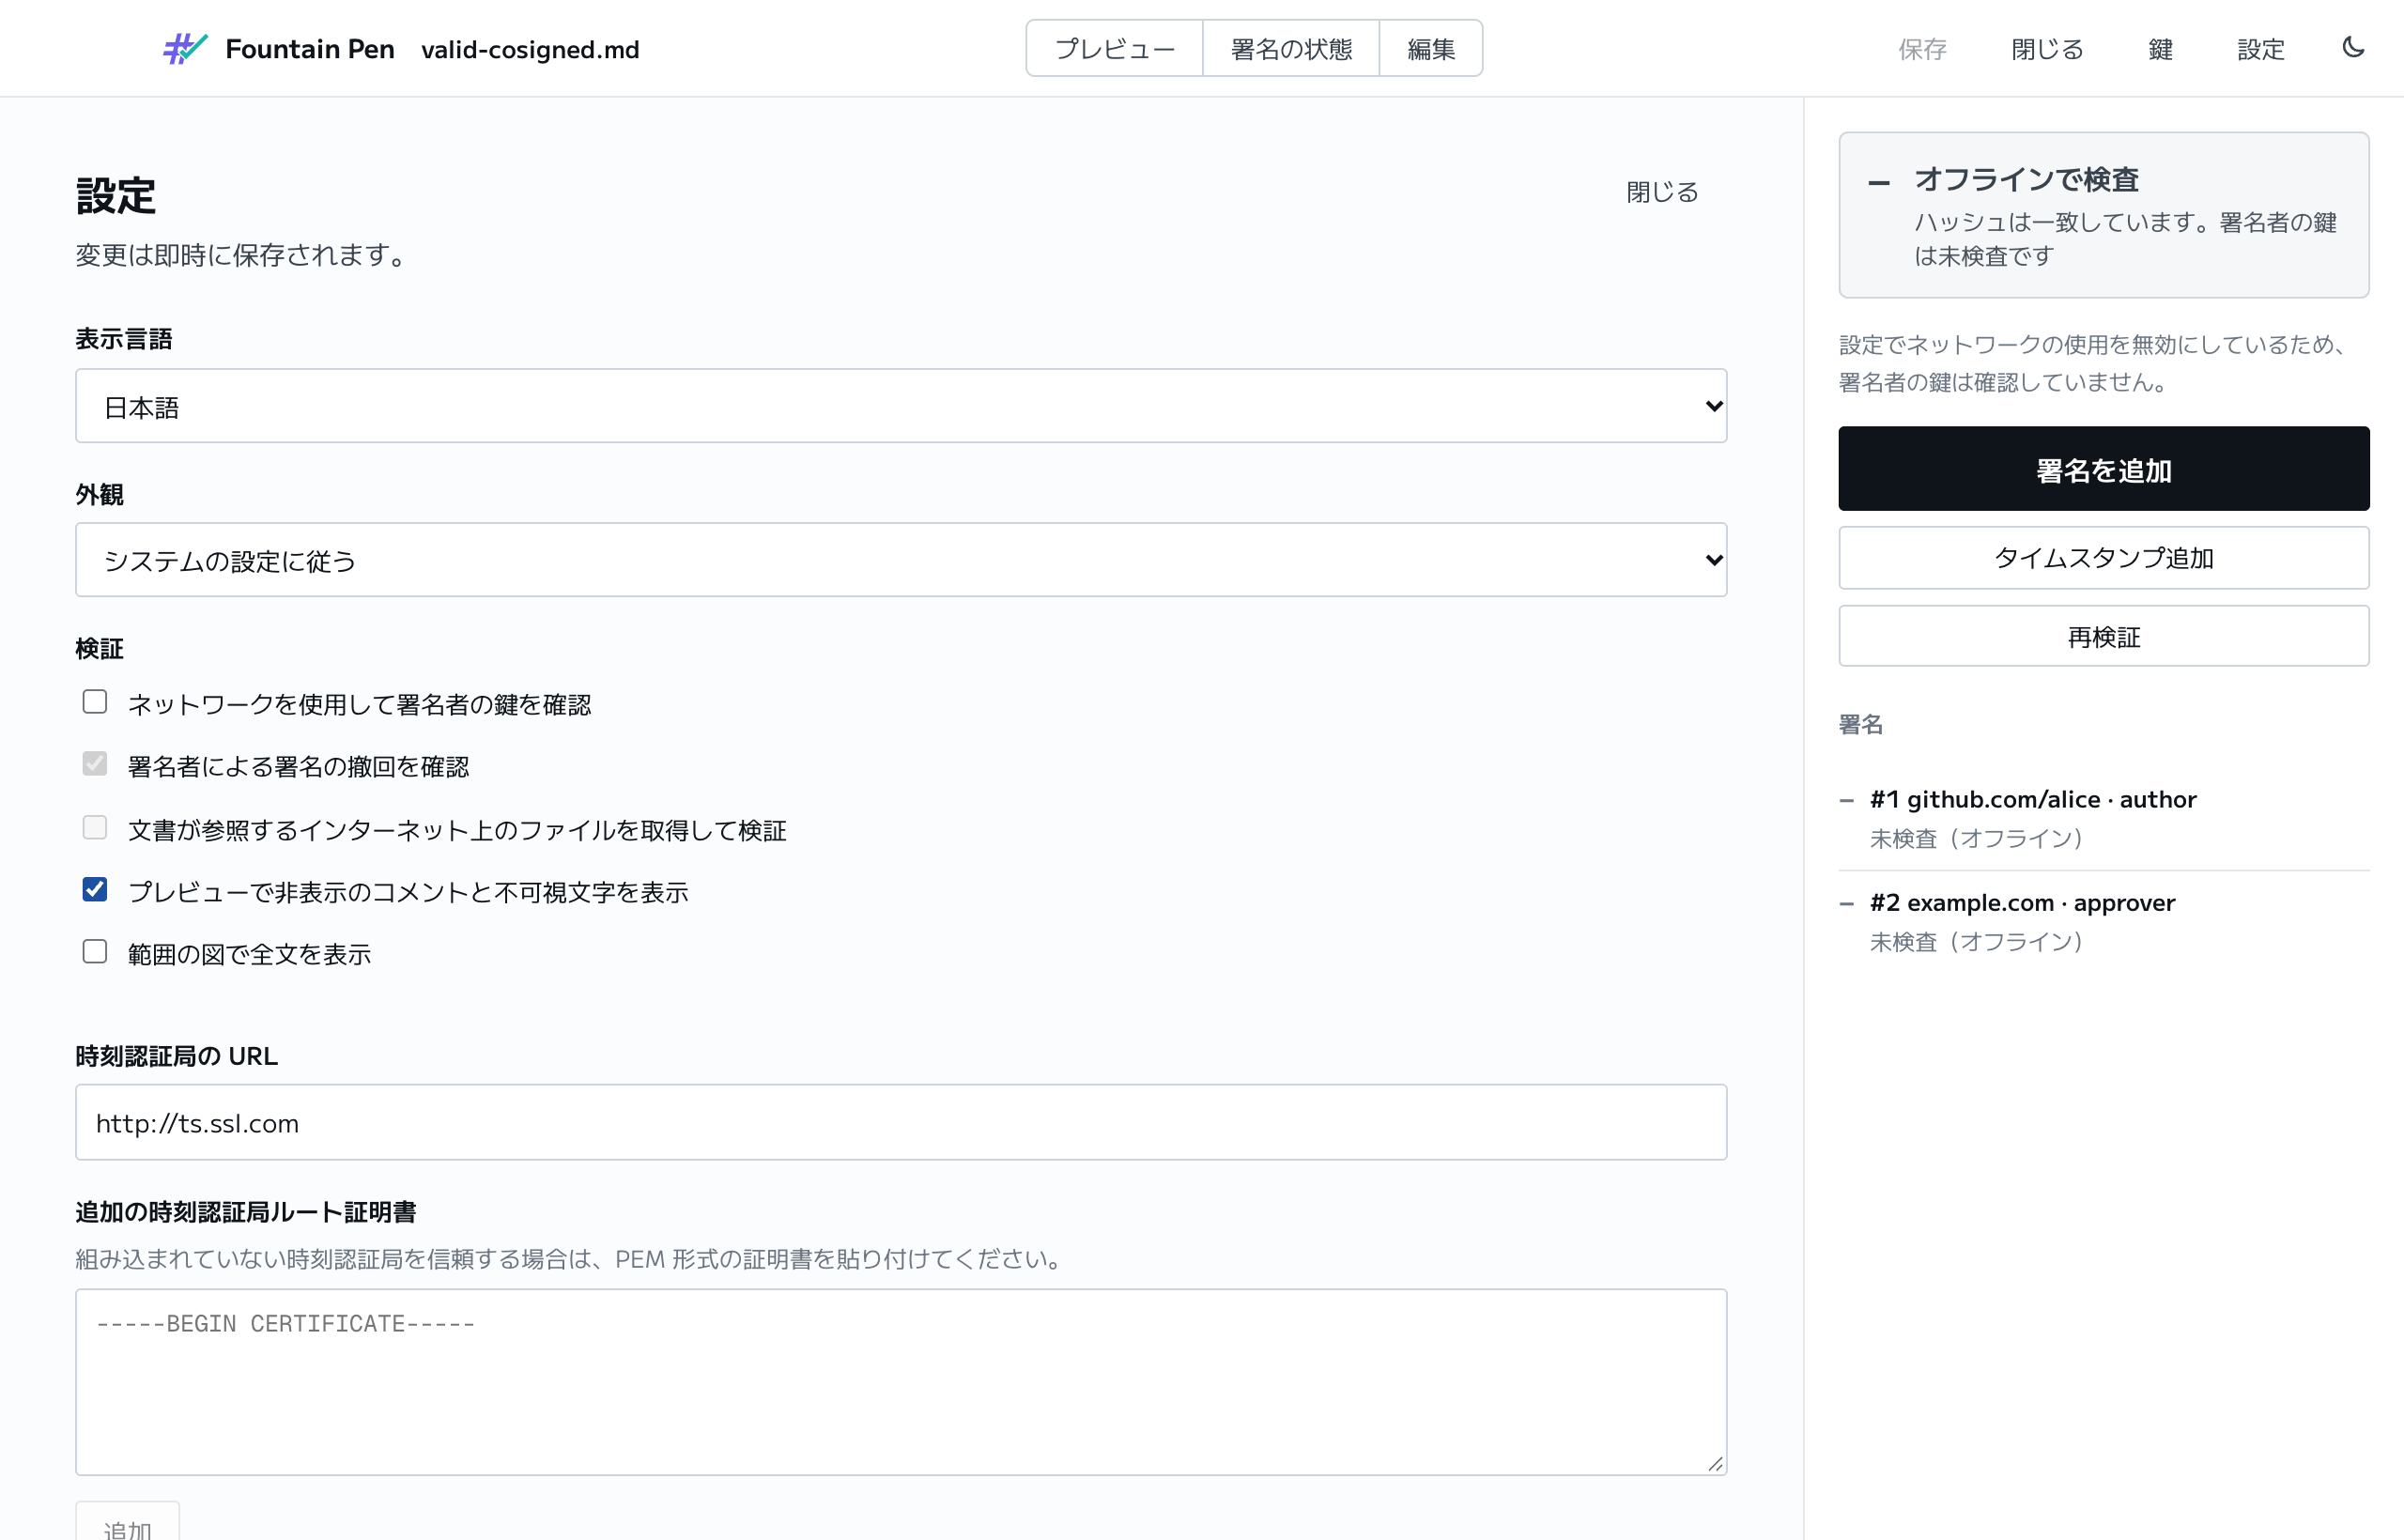 Fountain Pen valid-cosigned.md プレビュー 署名の状態 編集 保存 閉じる 鍵 設定
設定
閉じる
変更は即時に保存されます。
表示言語
日本語
外観
システムの設定に従う
検証
ネットワークを使用して署名者の鍵を確認
署名者による署名の撤回を確認
文書が参照するインターネット上のファイルを取得して検証
プレビューで非表示のコメントと不可視文字を表示
範囲の図で全文を表示
時刻認証局の URL
http://ts.ssl.com
追加の時刻認証局ルート証明書
組み込まれていない時刻認証局を信頼する場合は、PEM 形式の証明書を貼り付けてください。
-----BEGIN CERTIFICATE-----
追加
オフラインで検査
ハッシュは一致しています。署名者の鍵
は未検査です
設定でネットワークの使用を無効にしているため、
署名者の鍵は確認していません。
署名を追加
タイムスタンプ追加
再検証
署名
#1 github.com/alice · author
未検査（オフライン）
#2 example.com · approver
未検査（オフライン）